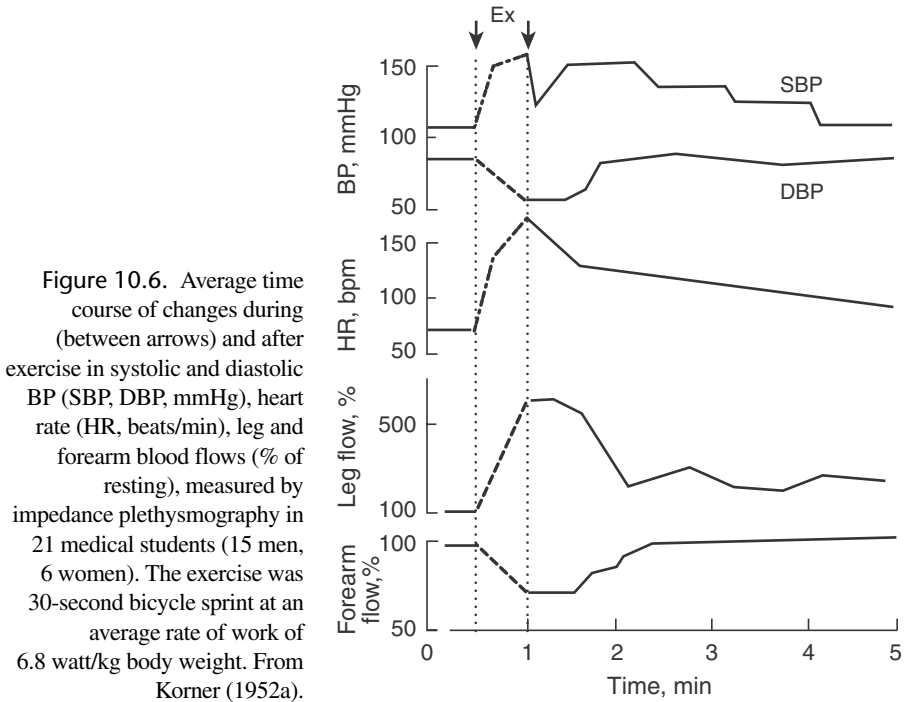 Figure 10.6. Average time
course of changes during
(between arrows) and after
exercise in systolic and diastolic
BP (SBP, DBP, mmHg), heart
rate (HR, beats/min), leg and
forearm blood flows (% of
resting), measured by
impedance plethysmography in
21 medical students (15 men,
6 women). The exercise was
30-second bicycle sprint at an
average rate of work of
6.8 watt/kg body weight. From
Korner (1952a).
Ex
BP, mmHg
150
100
50
SBP
DBP
HR, bpm
150
100
50
Leg flow, %
500
100
Forearm
flow,%
100
50
0 1 2 3 4 5
Time, min